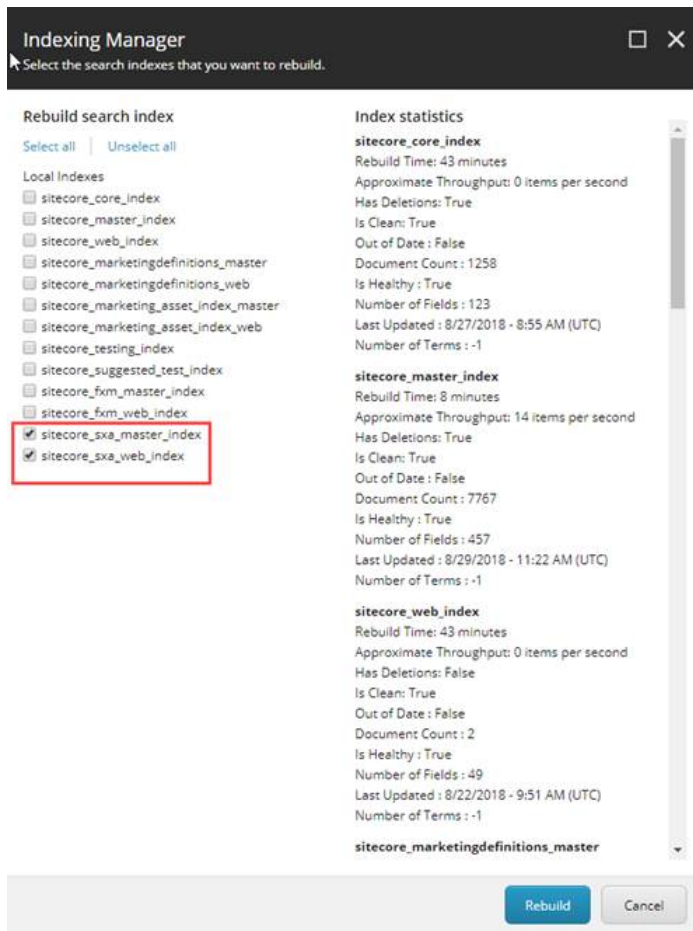 Indexing Manager
Select the search indexes that you want to rebuild.
Rebuild search index
Select all
Unselect all
Local Indexes
sitecore_core_index
sitecore_master_index
sitecore_web_index
sitecore_marketingdefinitions_master
sitecore_marketingdefinitions_web
sitecore_marketing_asset_index_master
sitecore_marketing_asset_index_web
sitecore_testing_index
sitecore_suggested_test_index
sitecore_fxm_master_index
sitecore_fxm_web_index
sitecore_sxa_master_index
sitecore_sxa_web_index
Index statistics
sitecore_core_index
Rebuild Time: 43 minutes
Approximate Throughput: 0 items per second
Has Deletions: True
Is Clean: True
Out of Date : False
Document Count : 1258
Is Healthy : True
Number of Fields : 123
Last Updated : 8/27/2018 - 8:55 AM (UTC)
Number of Terms : -1
sitecore_master_index
Rebuild Time: 8 minutes
Approximate Throughput: 14 items per second
Has Deletions: True
Is Clean: True
Out of Date : False
Document Count : 7767
Is Healthy : True
Number of Fields : 457
Last Updated : 8/29/2018 - 11:22 AM (UTC)
Number of Terms : -1
sitecore_web_index
Rebuild Time: 43 minutes
Approximate Throughput: 0 items per second
Has Deletions: False
Is Clean: True
Out of Date : False
Document Count : 2
Is Healthy : True
Number of Fields : 49
Last Updated : 8/22/2018 - 9:51 AM (UTC)
Number of Terms : -1
sitecore_marketingdefinitions_master
Rebuild
Cancel